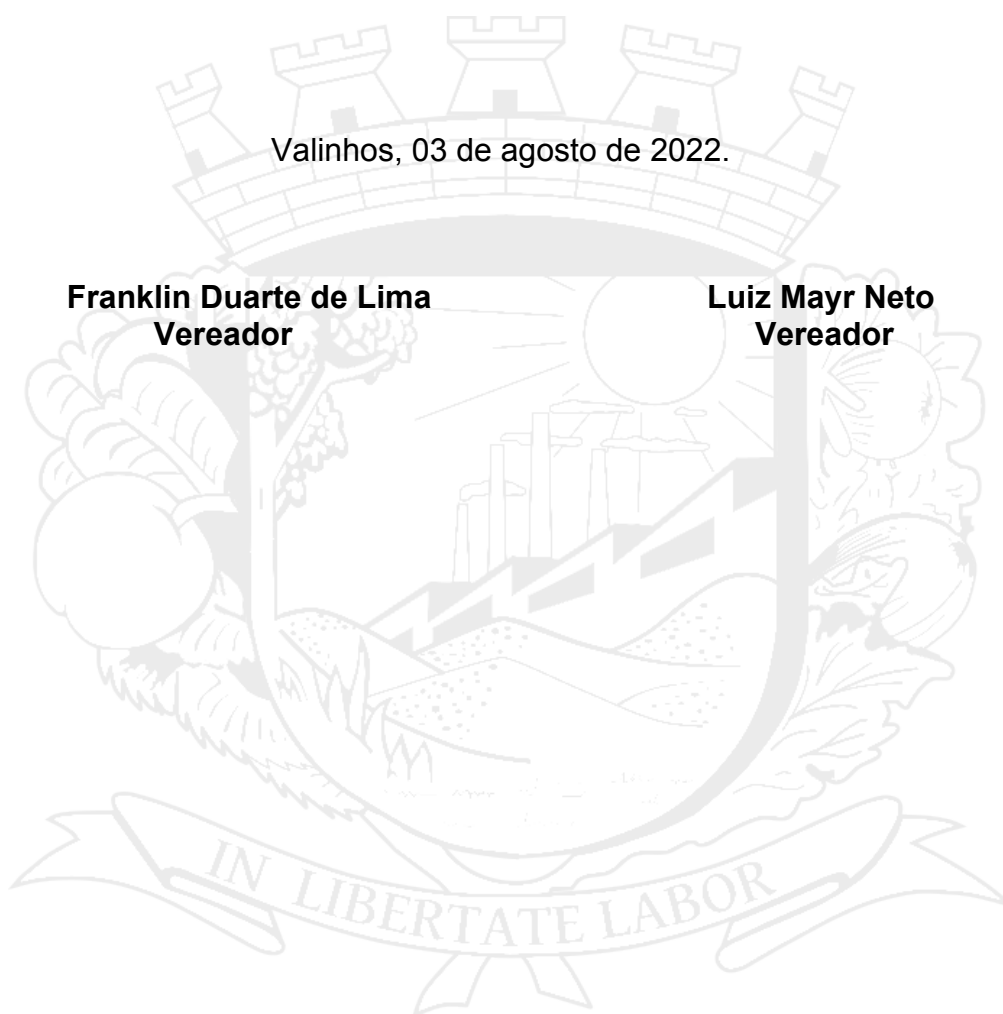 Valinhos, 03 de agosto de 2022.
Franklin Duarte de Lima
Vereador
Luiz Mayr Neto
Vereador
IN LIBERTATE LABOR